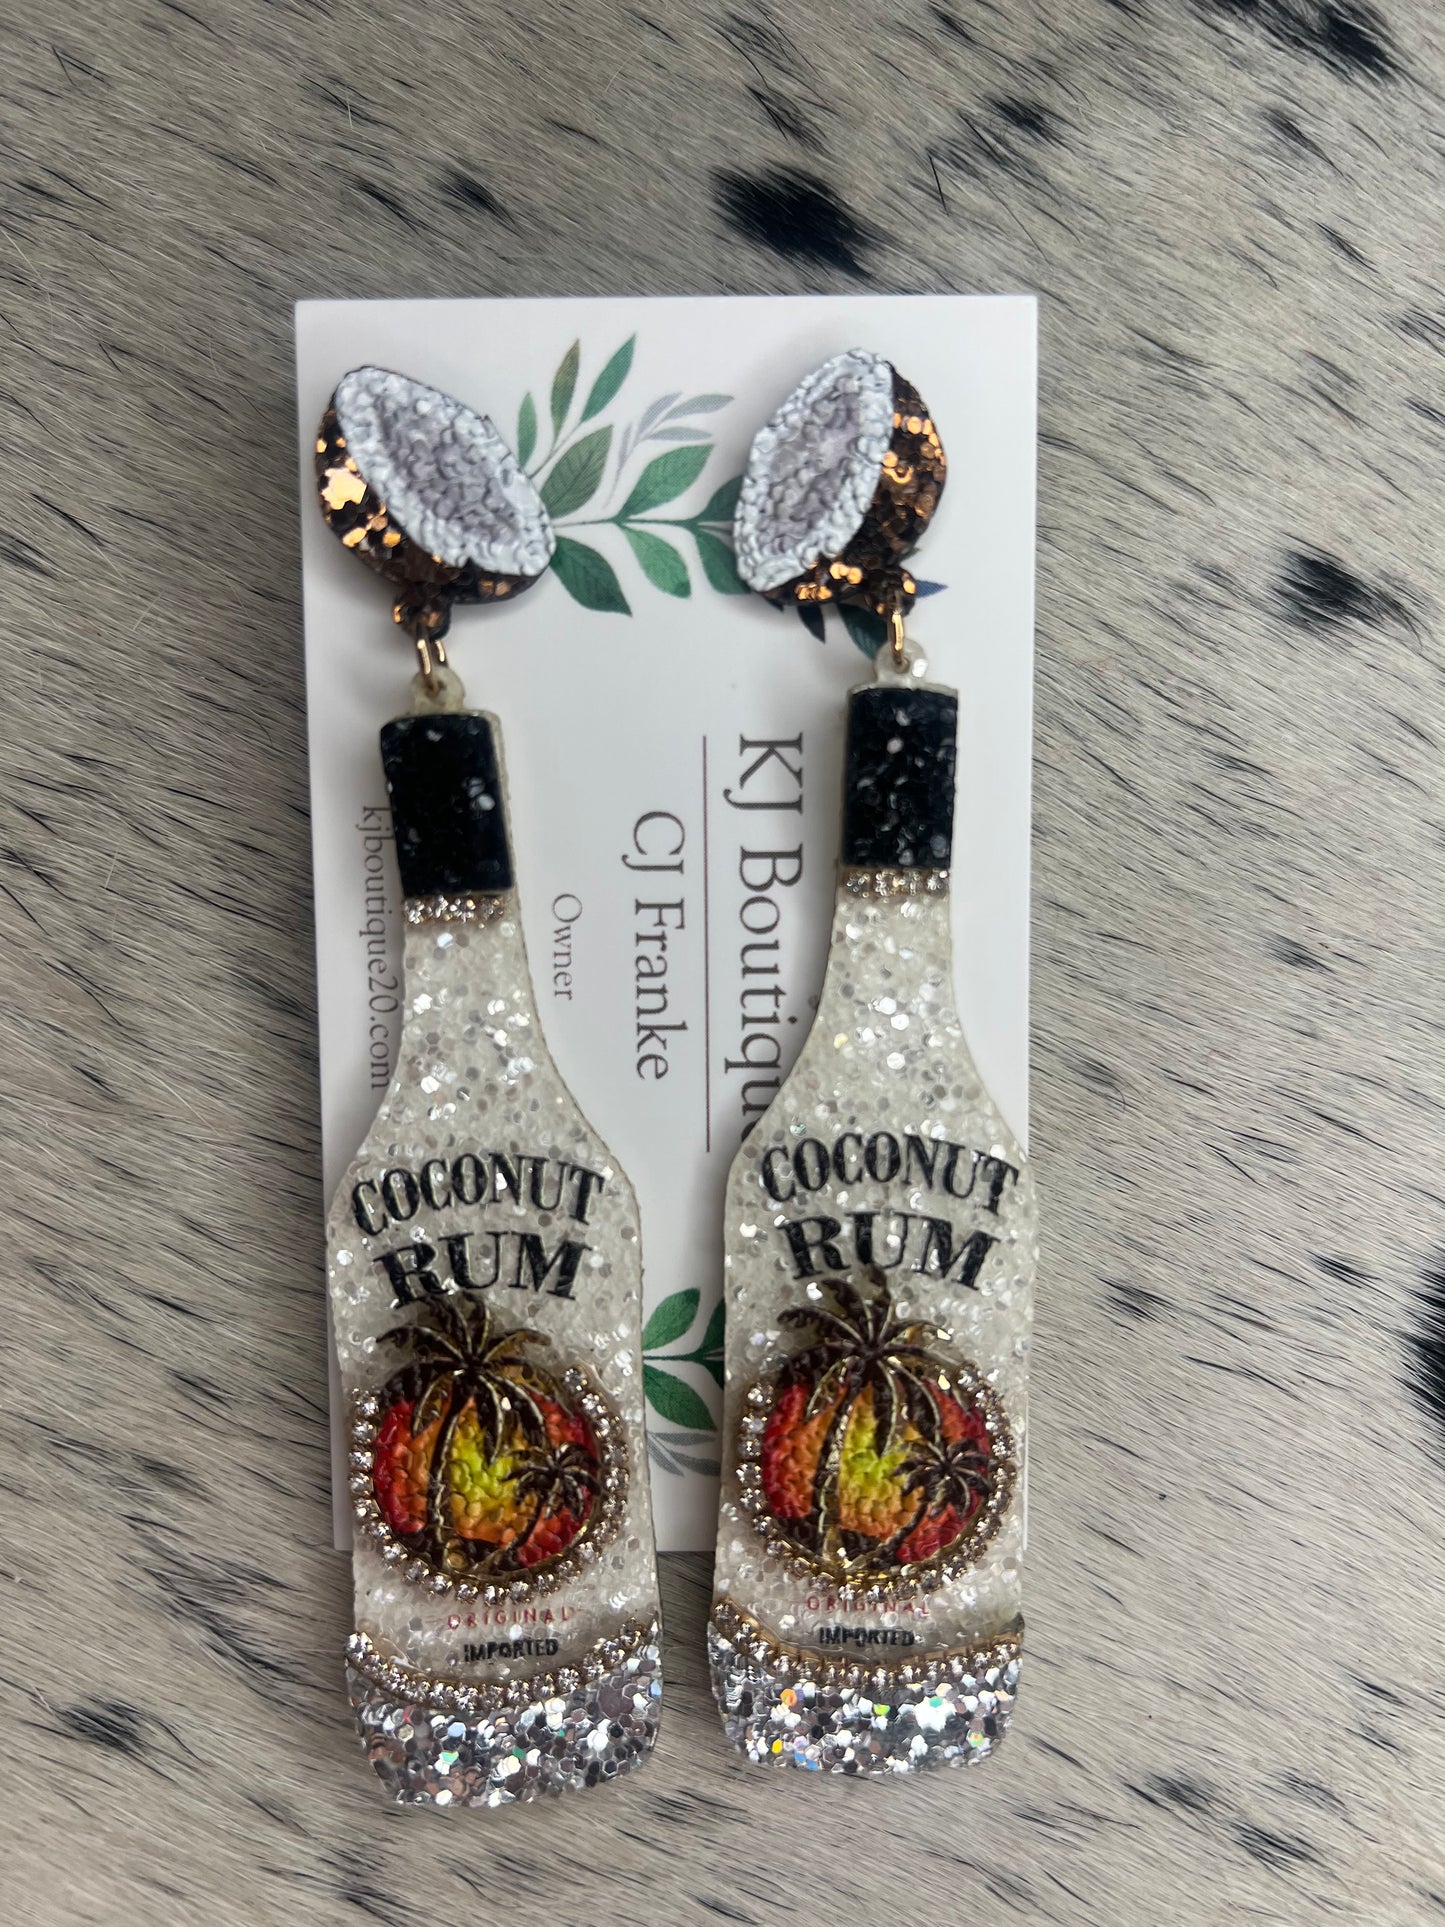 KJ Boutique
CJ Franke
Owner
kjboutique20.com
COCONUT
RUM
ORIGINAL
IMPORTED
COCONUT
RUM
ORIGINAL
IMPORTED